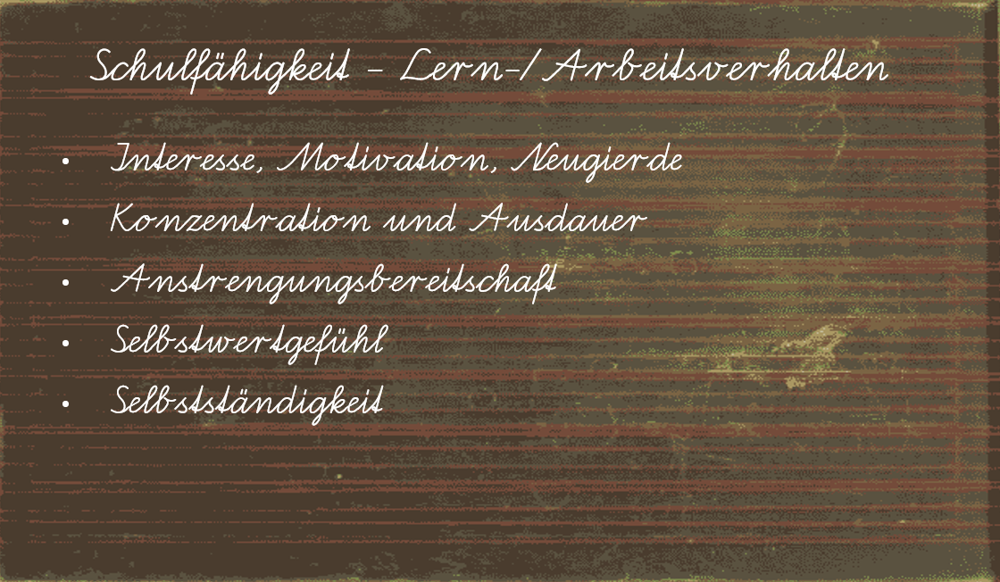 Schulfähigkeit – Lern-/Arbeitsverhalten
• Interesse, Motivation, Neugierde
• Konzentration und Ausdauer
• Anstrengungsbereitschaft
• Selbstwertgefühl
• Selbstständigkeit